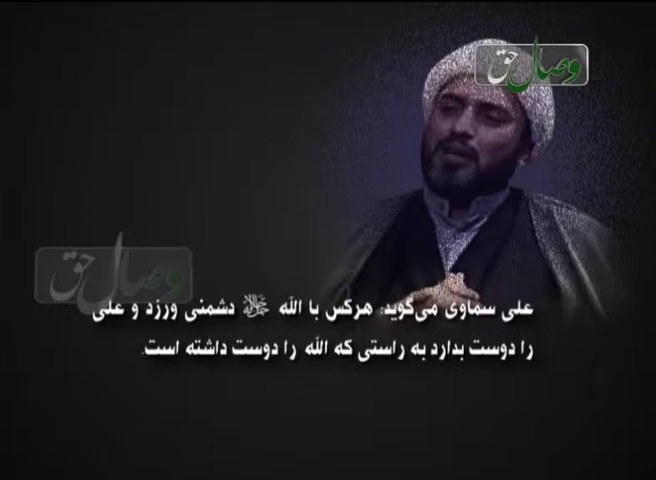 وصال حق
وصال حق
علی سماوی می‌گوید: هرکس با الله ﷻ دشمنی ورزد و علی
را دوست بدارد به راستی که الله را دوست داشته است.